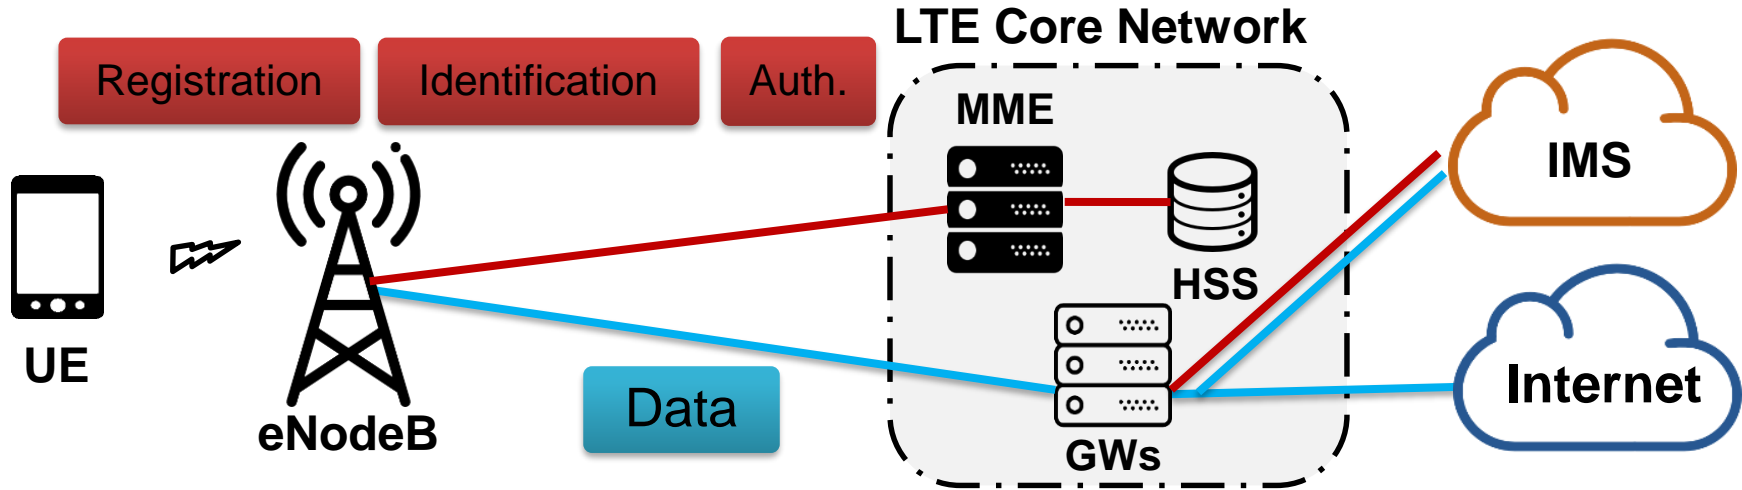 LTE Core Network
Registration
Identification
Auth.
MME
IMS
HSS
UE
Internet
Data
eNodeB
GWs